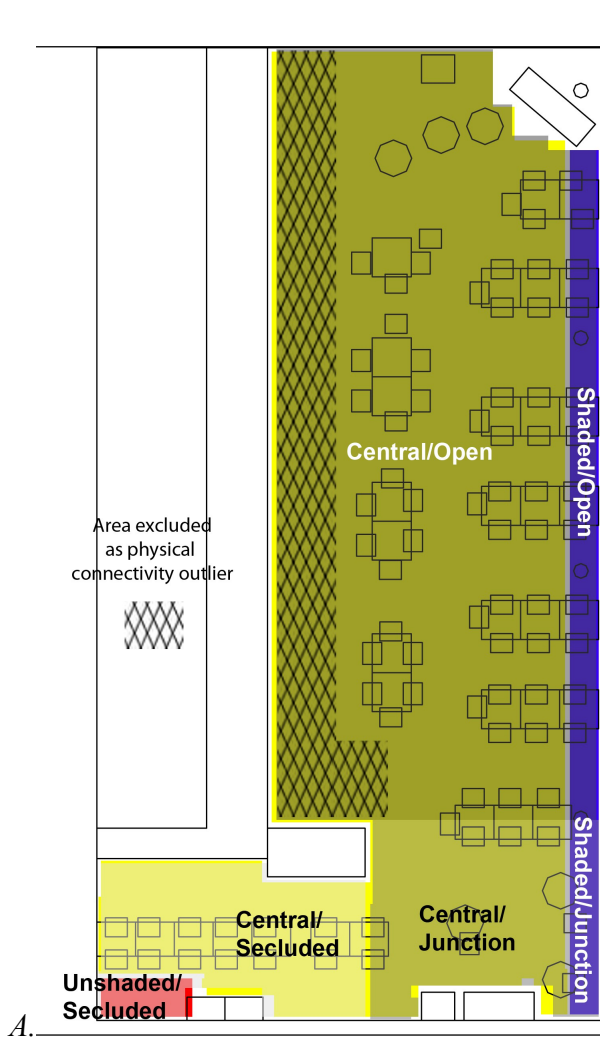 Shaded/Open
Central/Open
Area excluded
as physical
connectivity outlier
Shaded/Junction
Central/
Secluded
Central/
Junction
Unshaded/
Secluded
A.